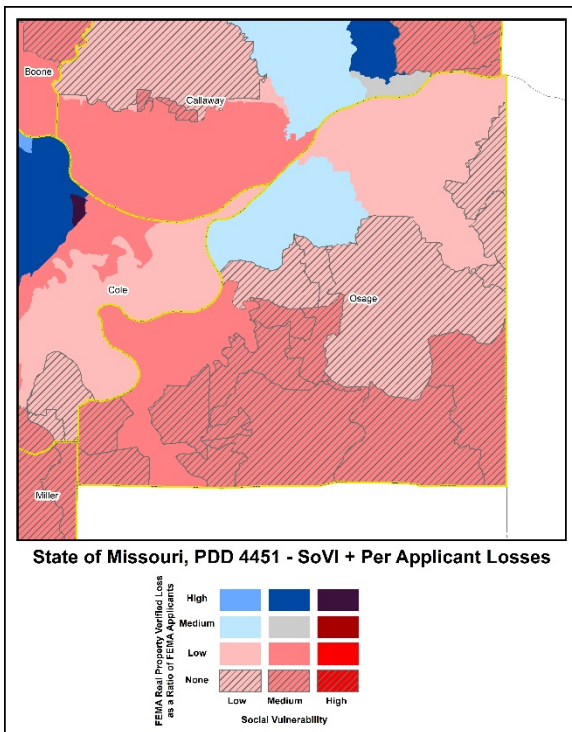 Boone
Callaway
Cole
Osage
Miller
State of Missouri, PDD 4451 - SoVI + Per Applicant Losses
FEMA Real Property Verified Loss
as a Ratio of FEMA Applicants
High
Medium
Low
None
Low Medium High
Social Vulnerability